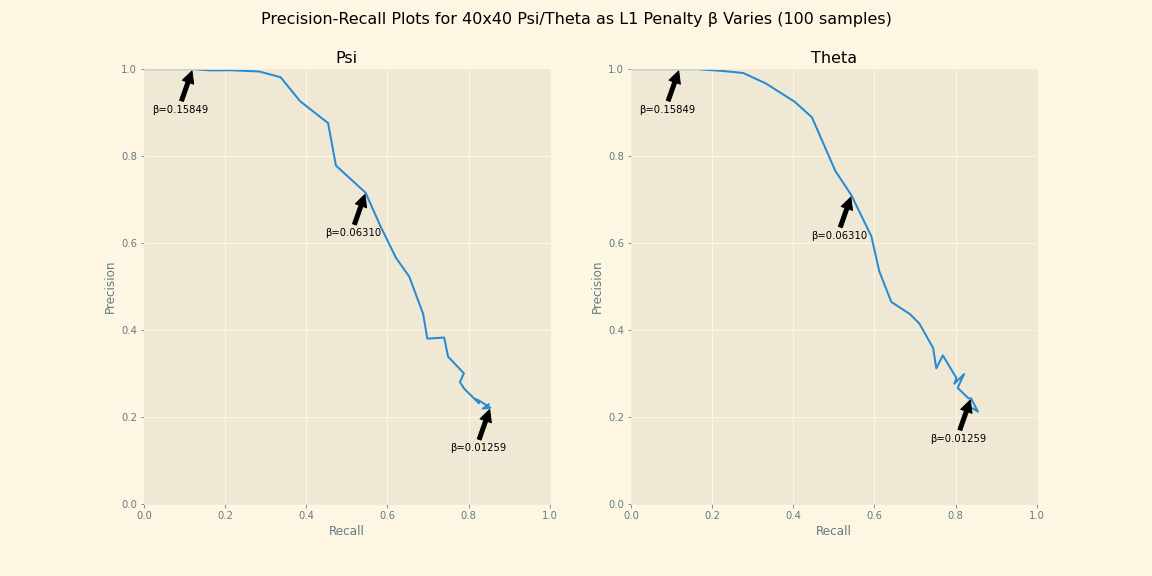 Precision-Recall Plots for 40x40 Psi/Theta as L1 Penalty β Varies (100 samples)
Psi
1.0
0.8
0.6
0.4
0.2
0.0
Precision
β=0.15849
β=0.06310
β=0.01259
0.0 0.2 0.4 0.6 0.8 1.0
Recall
Theta
1.0
0.8
0.6
0.4
0.2
0.0
Precision
β=0.15849
β=0.06310
β=0.01259
0.0 0.2 0.4 0.6 0.8 1.0
Recall